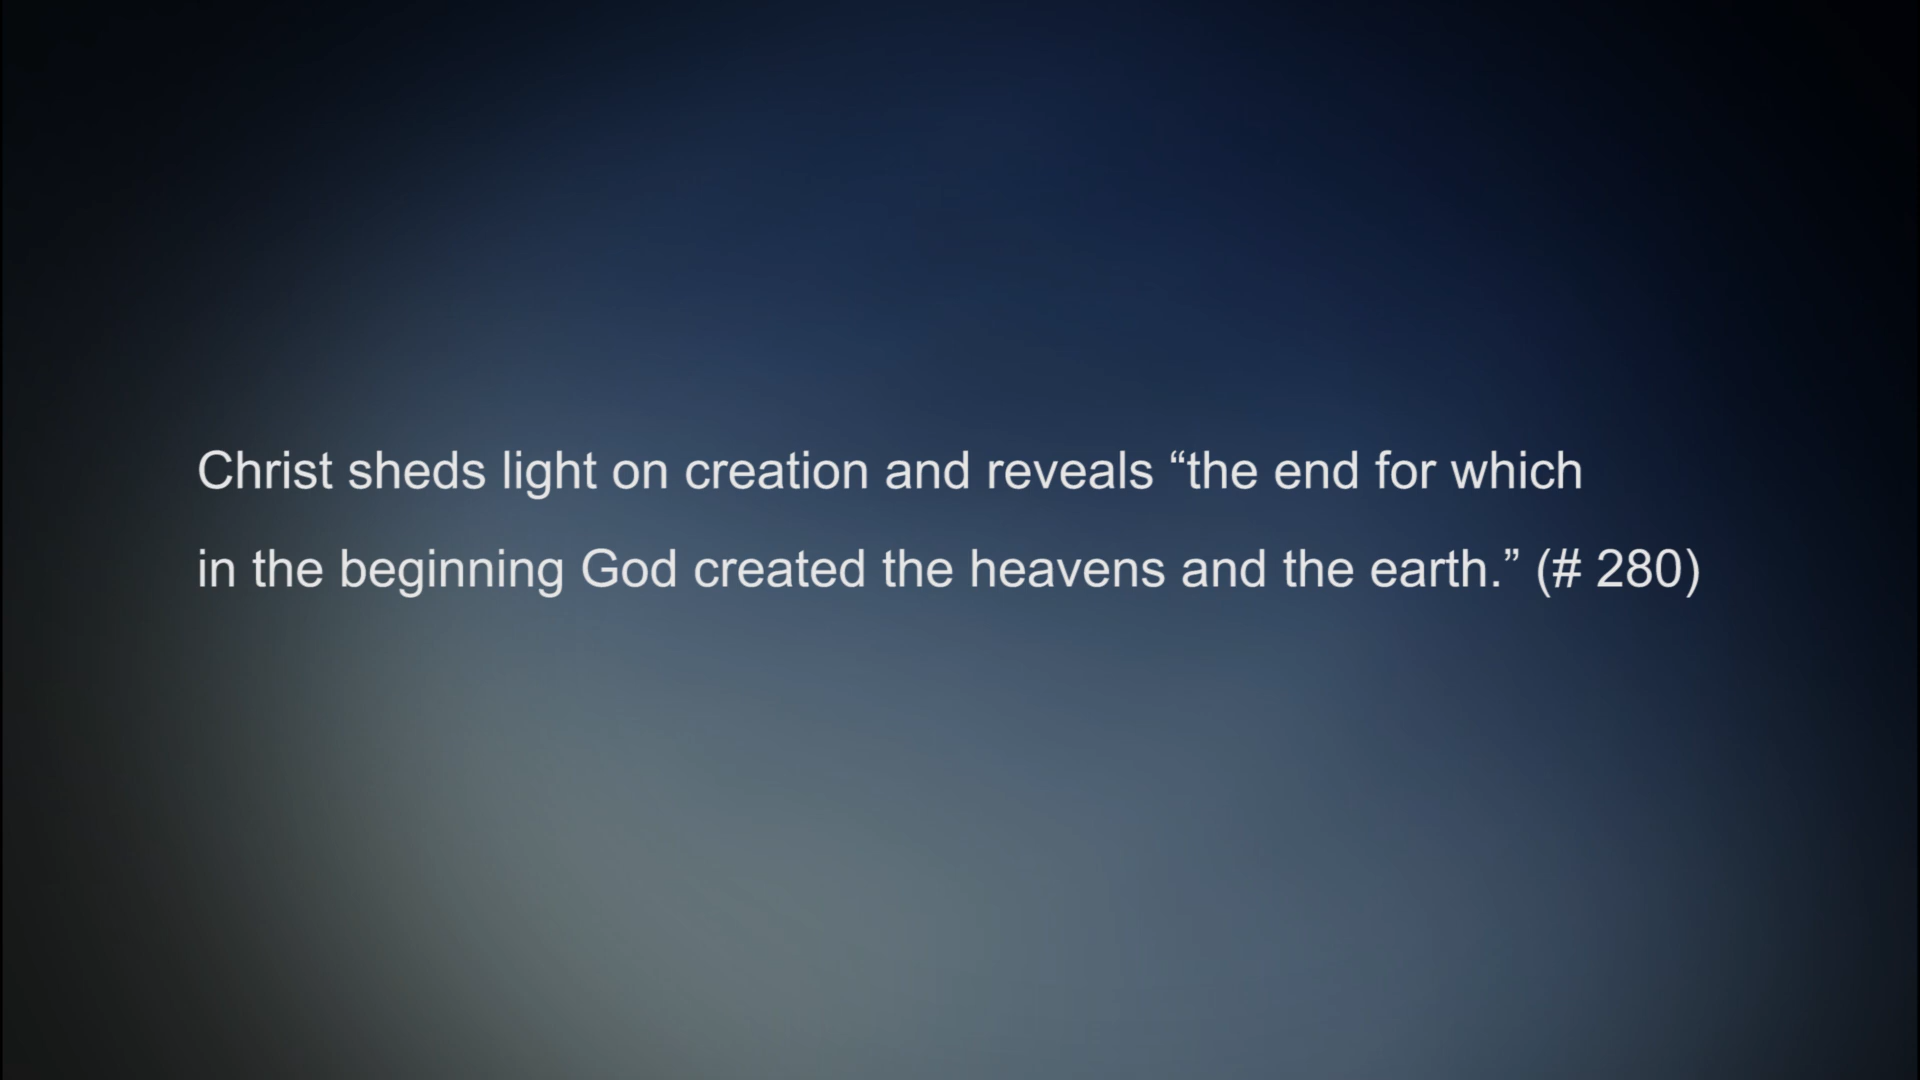 Christ sheds light on creation and reveals “the end for which
in the beginning God created the heavens and the earth.” (# 280)